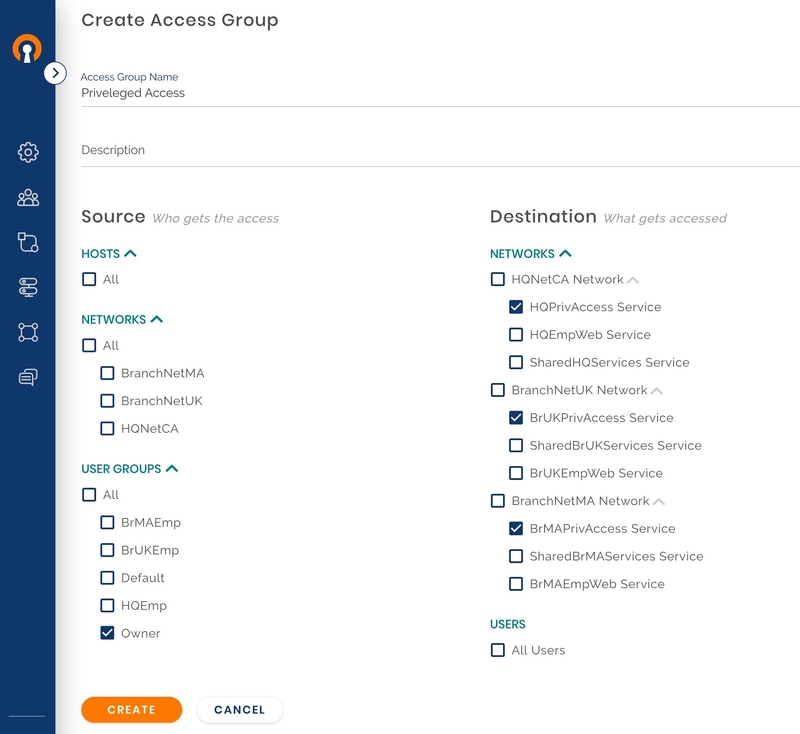 Create Access Group
Access Group Name
Priveleged Access
Description
Source Who gets the access
HOSTS
All
NETWORKS
All
BranchNetMA
BranchNetUK
HQNetCA
USER GROUPS
All
BrMAEmp
BrUKEmp
Default
HQEmp
Owner
Destination What gets accessed
NETWORKS
HQNetCA Network
HQPrivAccess Service
HQEmpWeb Service
SharedHQServices Service
BranchNetUK Network
BrUKPrivAccess Service
SharedBrUKServices Service
BrUKEmpWeb Service
BranchNetMA Network
BrMAPrivAccess Service
SharedBrMAServices Service
BrMAEmpWeb Service
USERS
All Users
CREATE
CANCEL